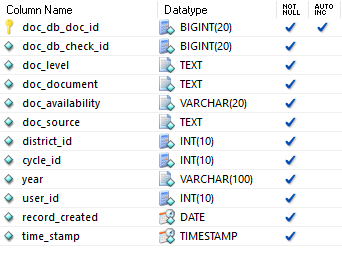 Column Name Datatype NOT NULL AUTO INC
doc_db_doc_id BIGINT(20)
doc_db_check_id BIGINT(20)
doc_level TEXT
doc_document TEXT
doc_availability VARCHAR(20)
doc_source TEXT
district_id INT(10)
cycle_id INT(10)
year VARCHAR(100)
user_id INT(10)
record_created DATE
time_stamp TIMESTAMP